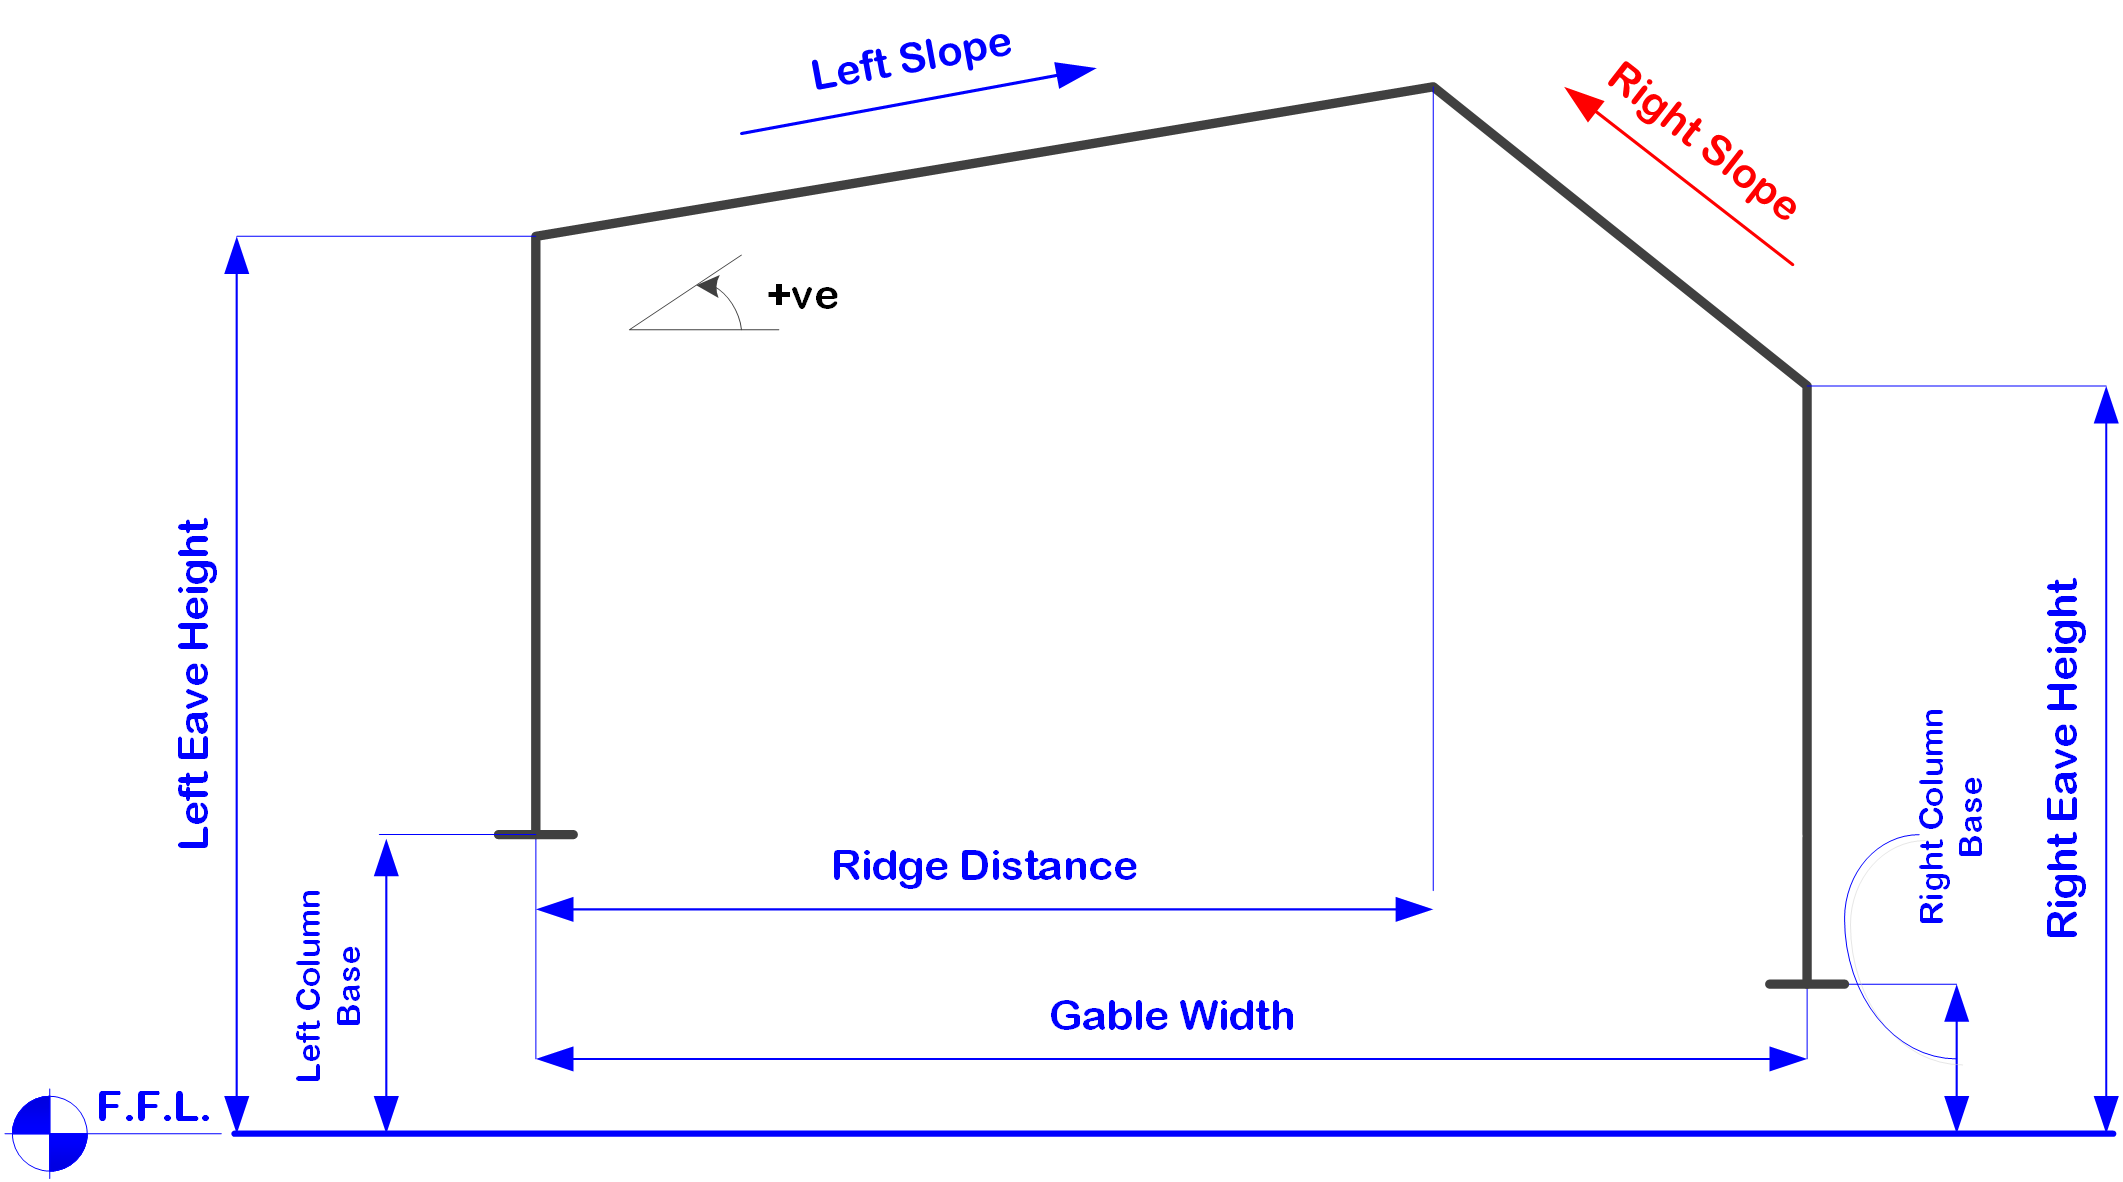 Left Slope
Right Slope
+ve
Left Eave Height
Right Eave Height
Right Column
Base
Ridge Distance
Left Column
Base
Gable Width
F.F.L.